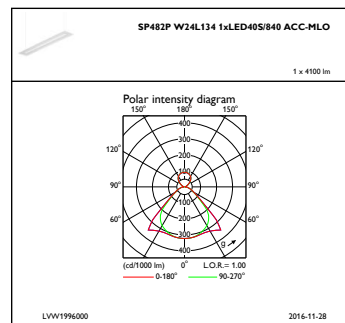 SP482P W24L134 1xLED40S/840 ACC-MLO
1 x 4100 lm
Polar intensity diagram
150° 180° 150°
400
300
120° 200 120°
100
90° 90°
100
200
60° 300 60°
400
g
(cd/1000 lm) 0° L.O.R.= 1.00
0-180° 90-270°
LVW1996000 2016-11-28